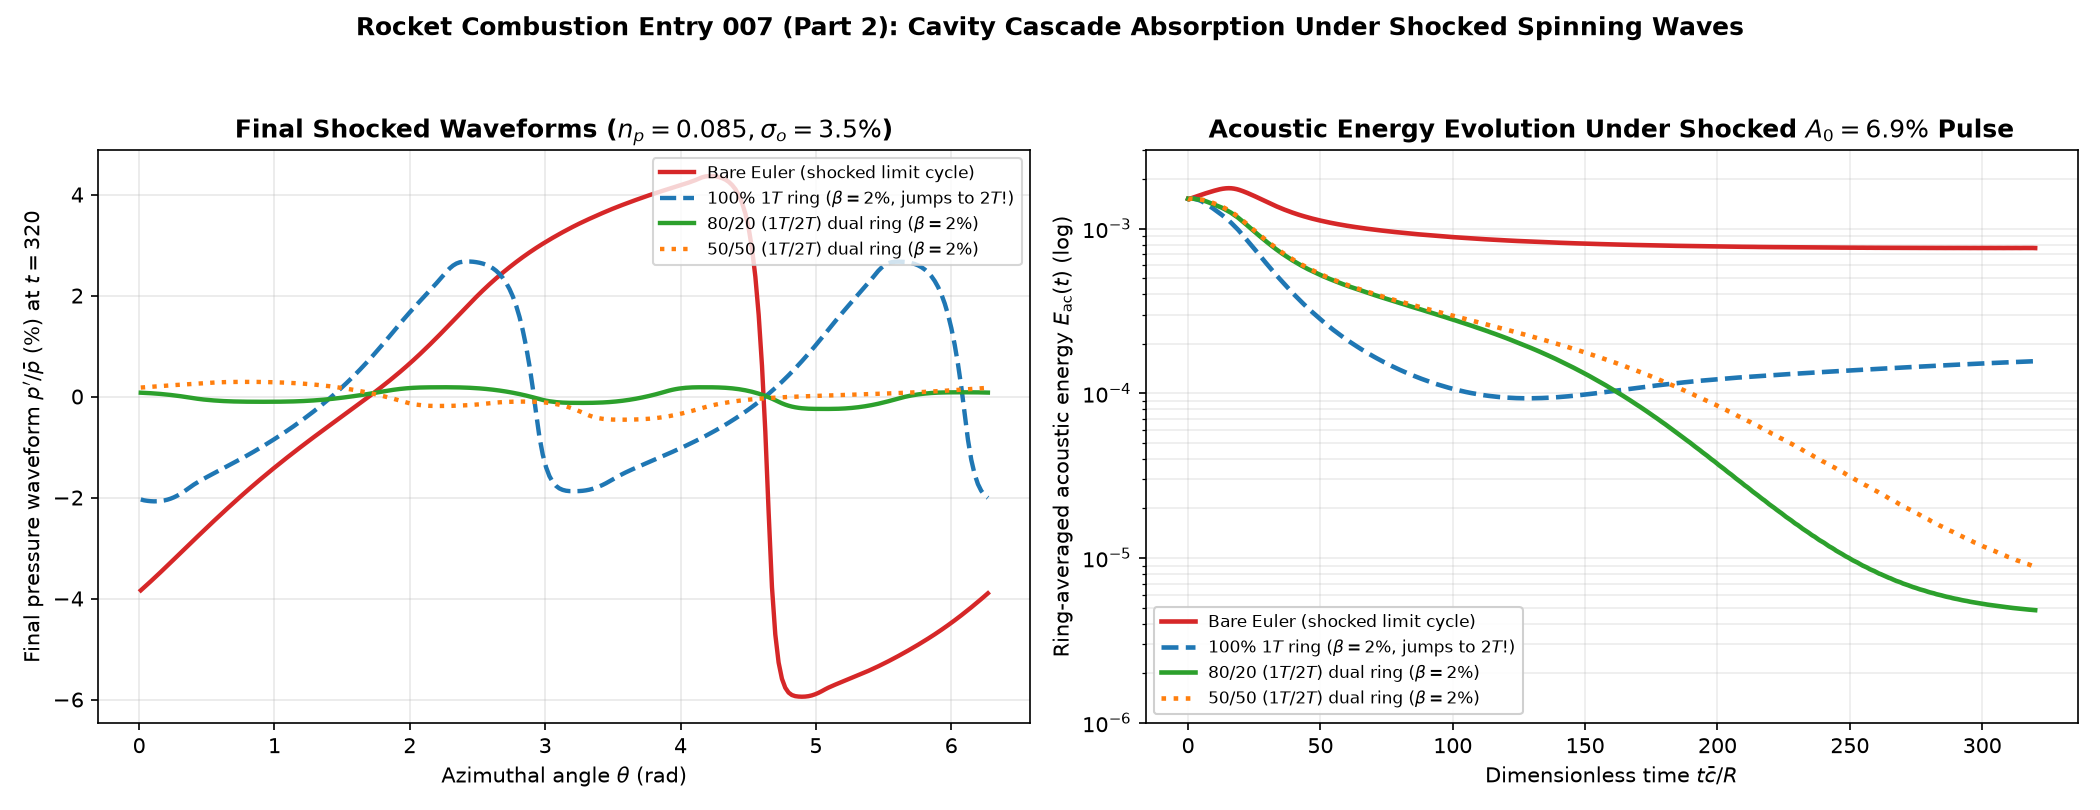 Rocket Combustion Entry 007 (Part 2): Cavity Cascade Absorption Under Shocked Spinning Waves
Final Shocked Waveforms (n_p = 0.085, σ_o = 3.5%)
Final pressure waveform p′/p̄ (%) at t = 320
4
2
0
−2
−4
−6
Bare Euler (shocked limit cycle)
100% 1T ring (β = 2%, jumps to 2T!)
80/20 (1T/2T) dual ring (β = 2%)
50/50 (1T/2T) dual ring (β = 2%)
0 1 2 3 4 5 6
Azimuthal angle θ (rad)
Acoustic Energy Evolution Under Shocked A₀ = 6.9% Pulse
Ring-averaged acoustic energy E_ac(t) (log)
10⁻³
10⁻⁴
10⁻⁵
10⁻⁶
Bare Euler (shocked limit cycle)
100% 1T ring (β = 2%, jumps to 2T!)
80/20 (1T/2T) dual ring (β = 2%)
50/50 (1T/2T) dual ring (β = 2%)
0 50 100 150 200 250 300
Dimensionless time tc̄/R